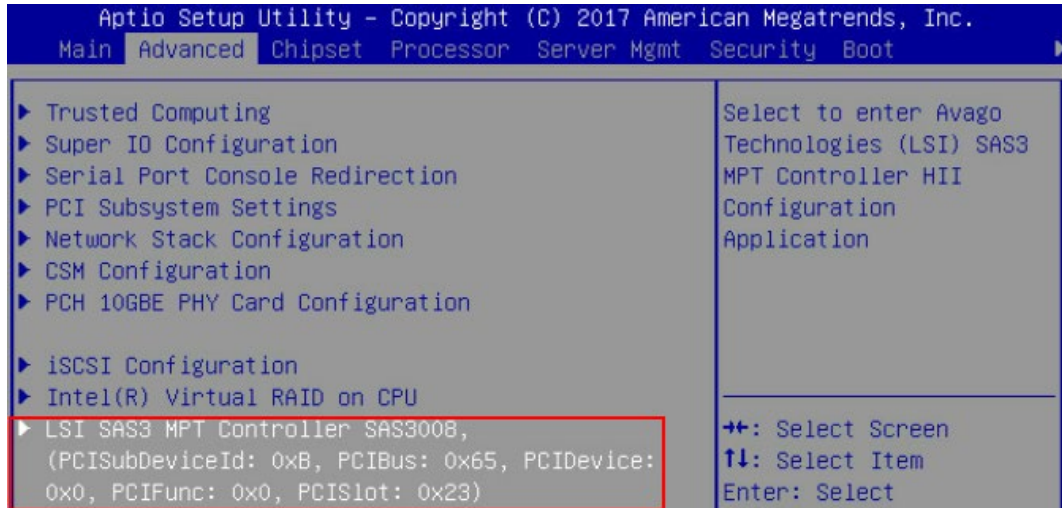 Aptio Setup Utility – Copyright (C) 2017 American Megatrends, Inc.
Main Advanced Chipset Processor Server Mgmt Security Boot
Trusted Computing
Super IO Configuration
Serial Port Console Redirection
PCI Subsystem Settings
Network Stack Configuration
CSM Configuration
PCH 10GBE PHY Card Configuration
iSCSI Configuration
Intel(R) Virtual RAID on CPU
LSI SAS3 MPT Controller SAS3008,
(PCISubDeviceId: 0xB, PCIBus: 0x65, PCIDevice:
0x0, PCIFunc: 0x0, PCISlot: 0x23)
Select to enter Avago
Technologies (LSI) SAS3
MPT Controller HII
Configuration
Application
→←: Select Screen
↑↓: Select Item
Enter: Select